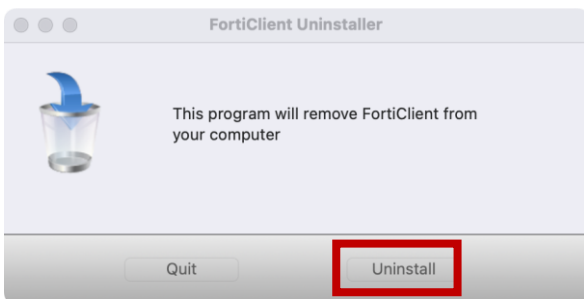 FortiClient Uninstaller
This program will remove FortiClient from
your computer
Quit
Uninstall